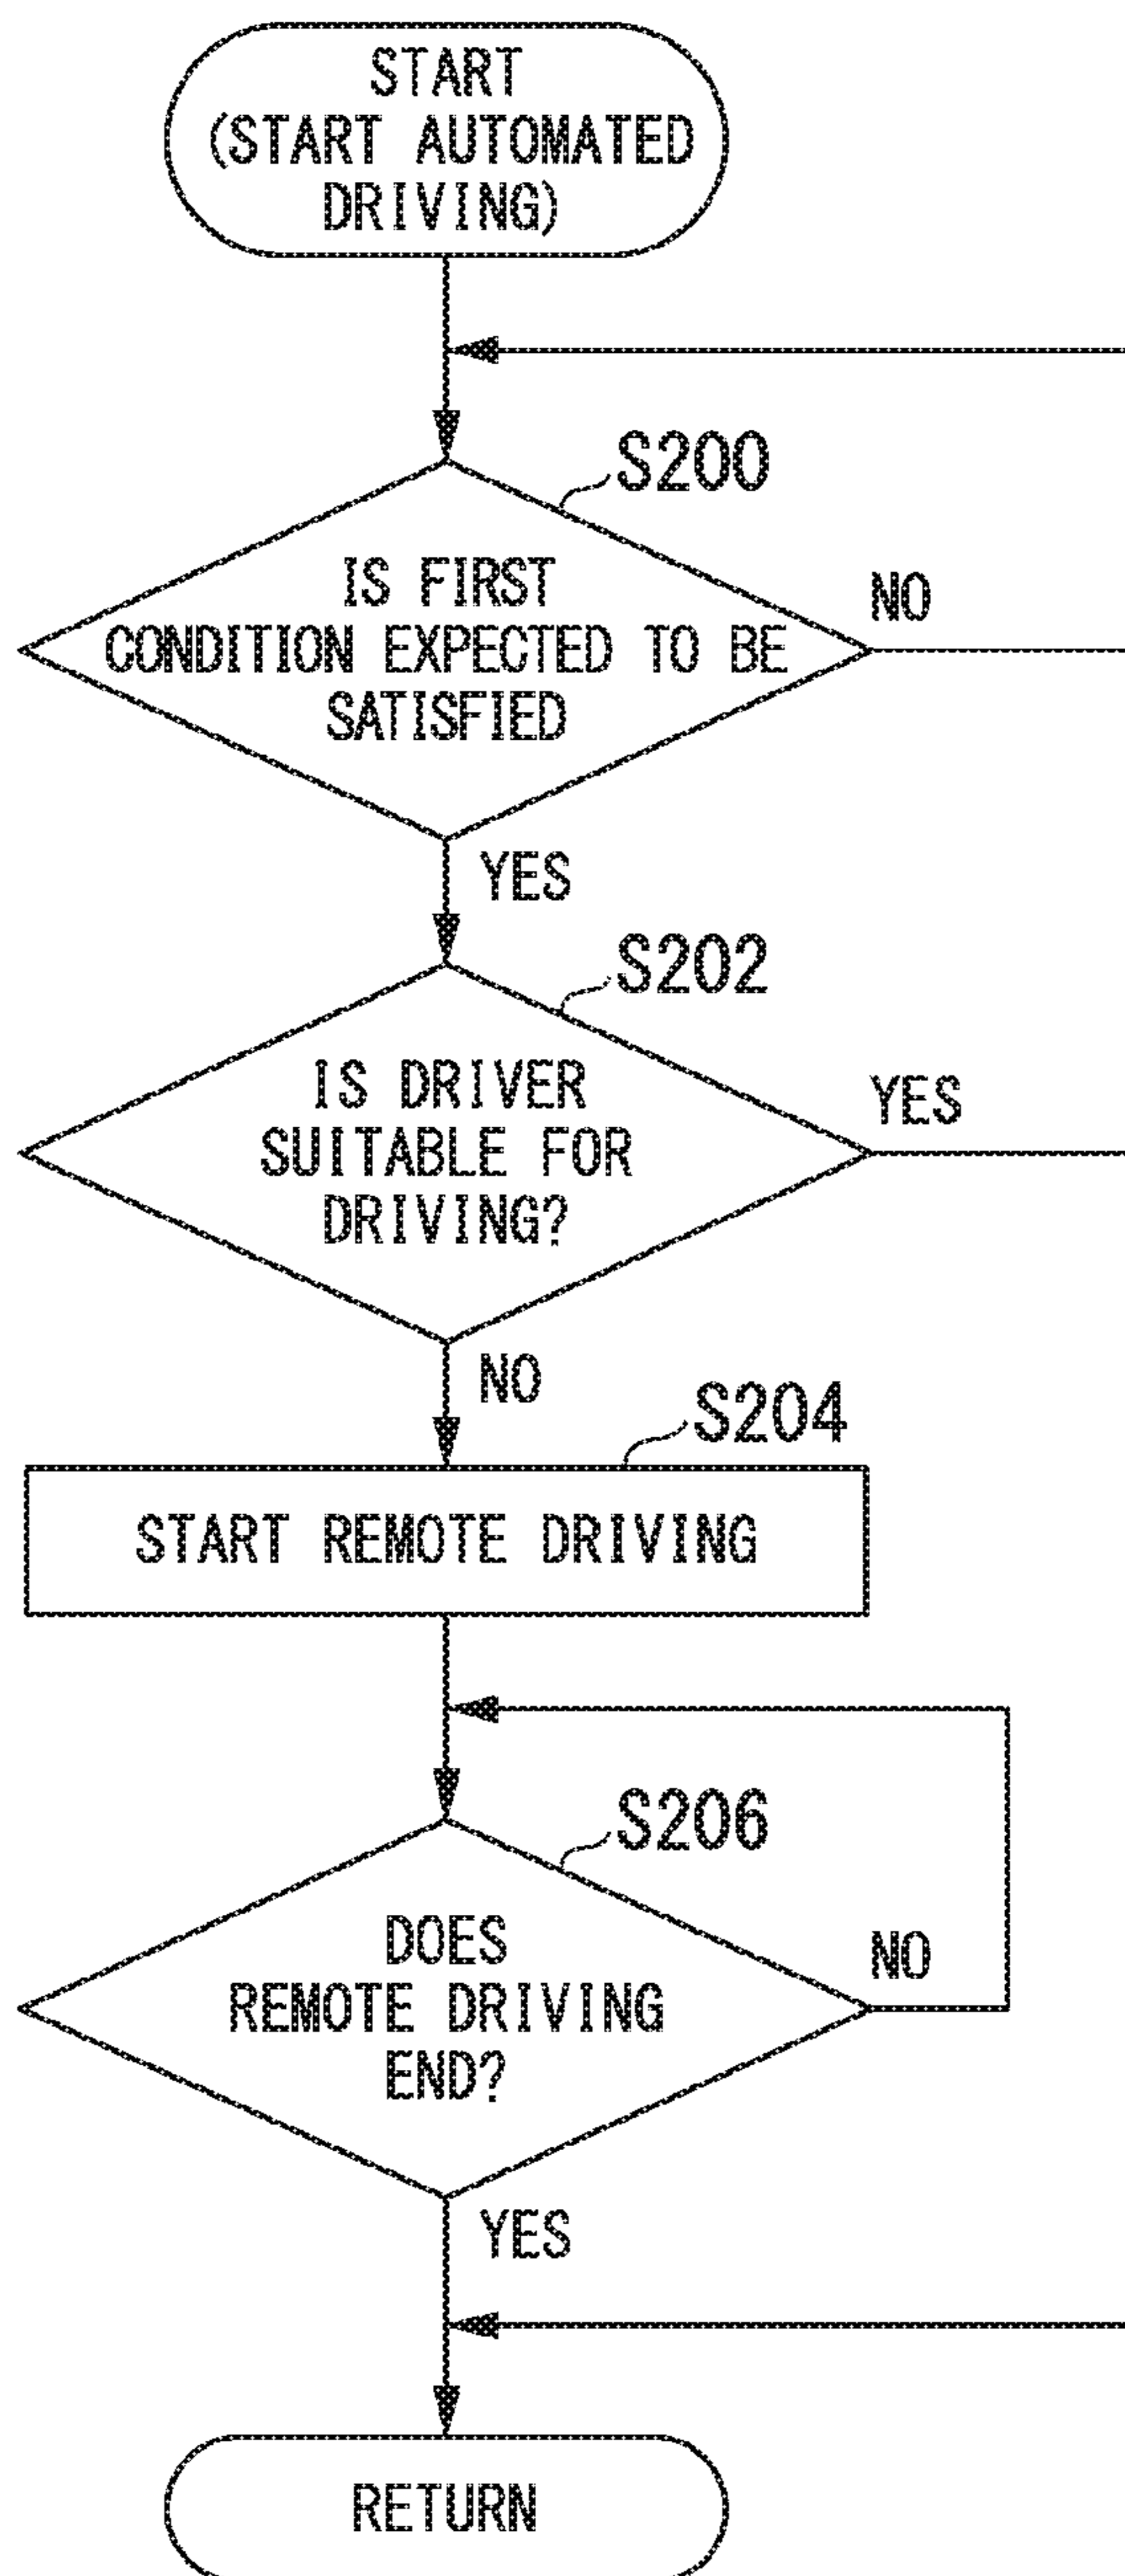 START
(START AUTOMATED
DRIVING)
S200
IS FIRST
CONDITION EXPECTED TO BE
SATISFIED
NO
YES
S202
IS DRIVER
SUITABLE FOR
DRIVING?
YES
NO
S204
START REMOTE DRIVING
S206
DOES
REMOTE DRIVING
END?
NO
YES
RETURN